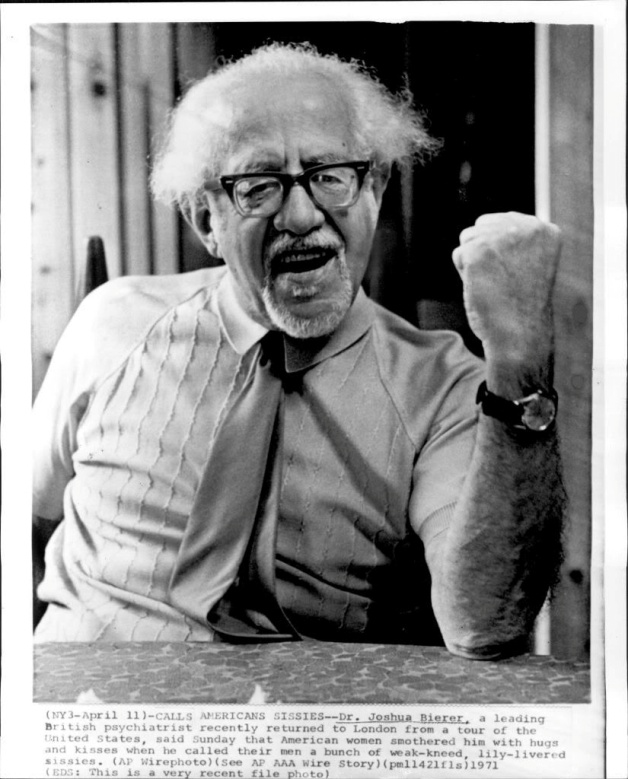 (NY3-April 11)-CALLS AMERICANS SISSIES--Dr. Joshua Bierer, a leading
British psychiatrist recently returned to London from a tour of the
United States, said Sunday that American women smothered him with hugs
and kisses when he called their men a bunch of weak-kneed, lily-livered
sissies. (AP Wirephoto)(See AP AAA Wire Story)(pm11421fls)1971
(EDS: This is a very recent file photo)